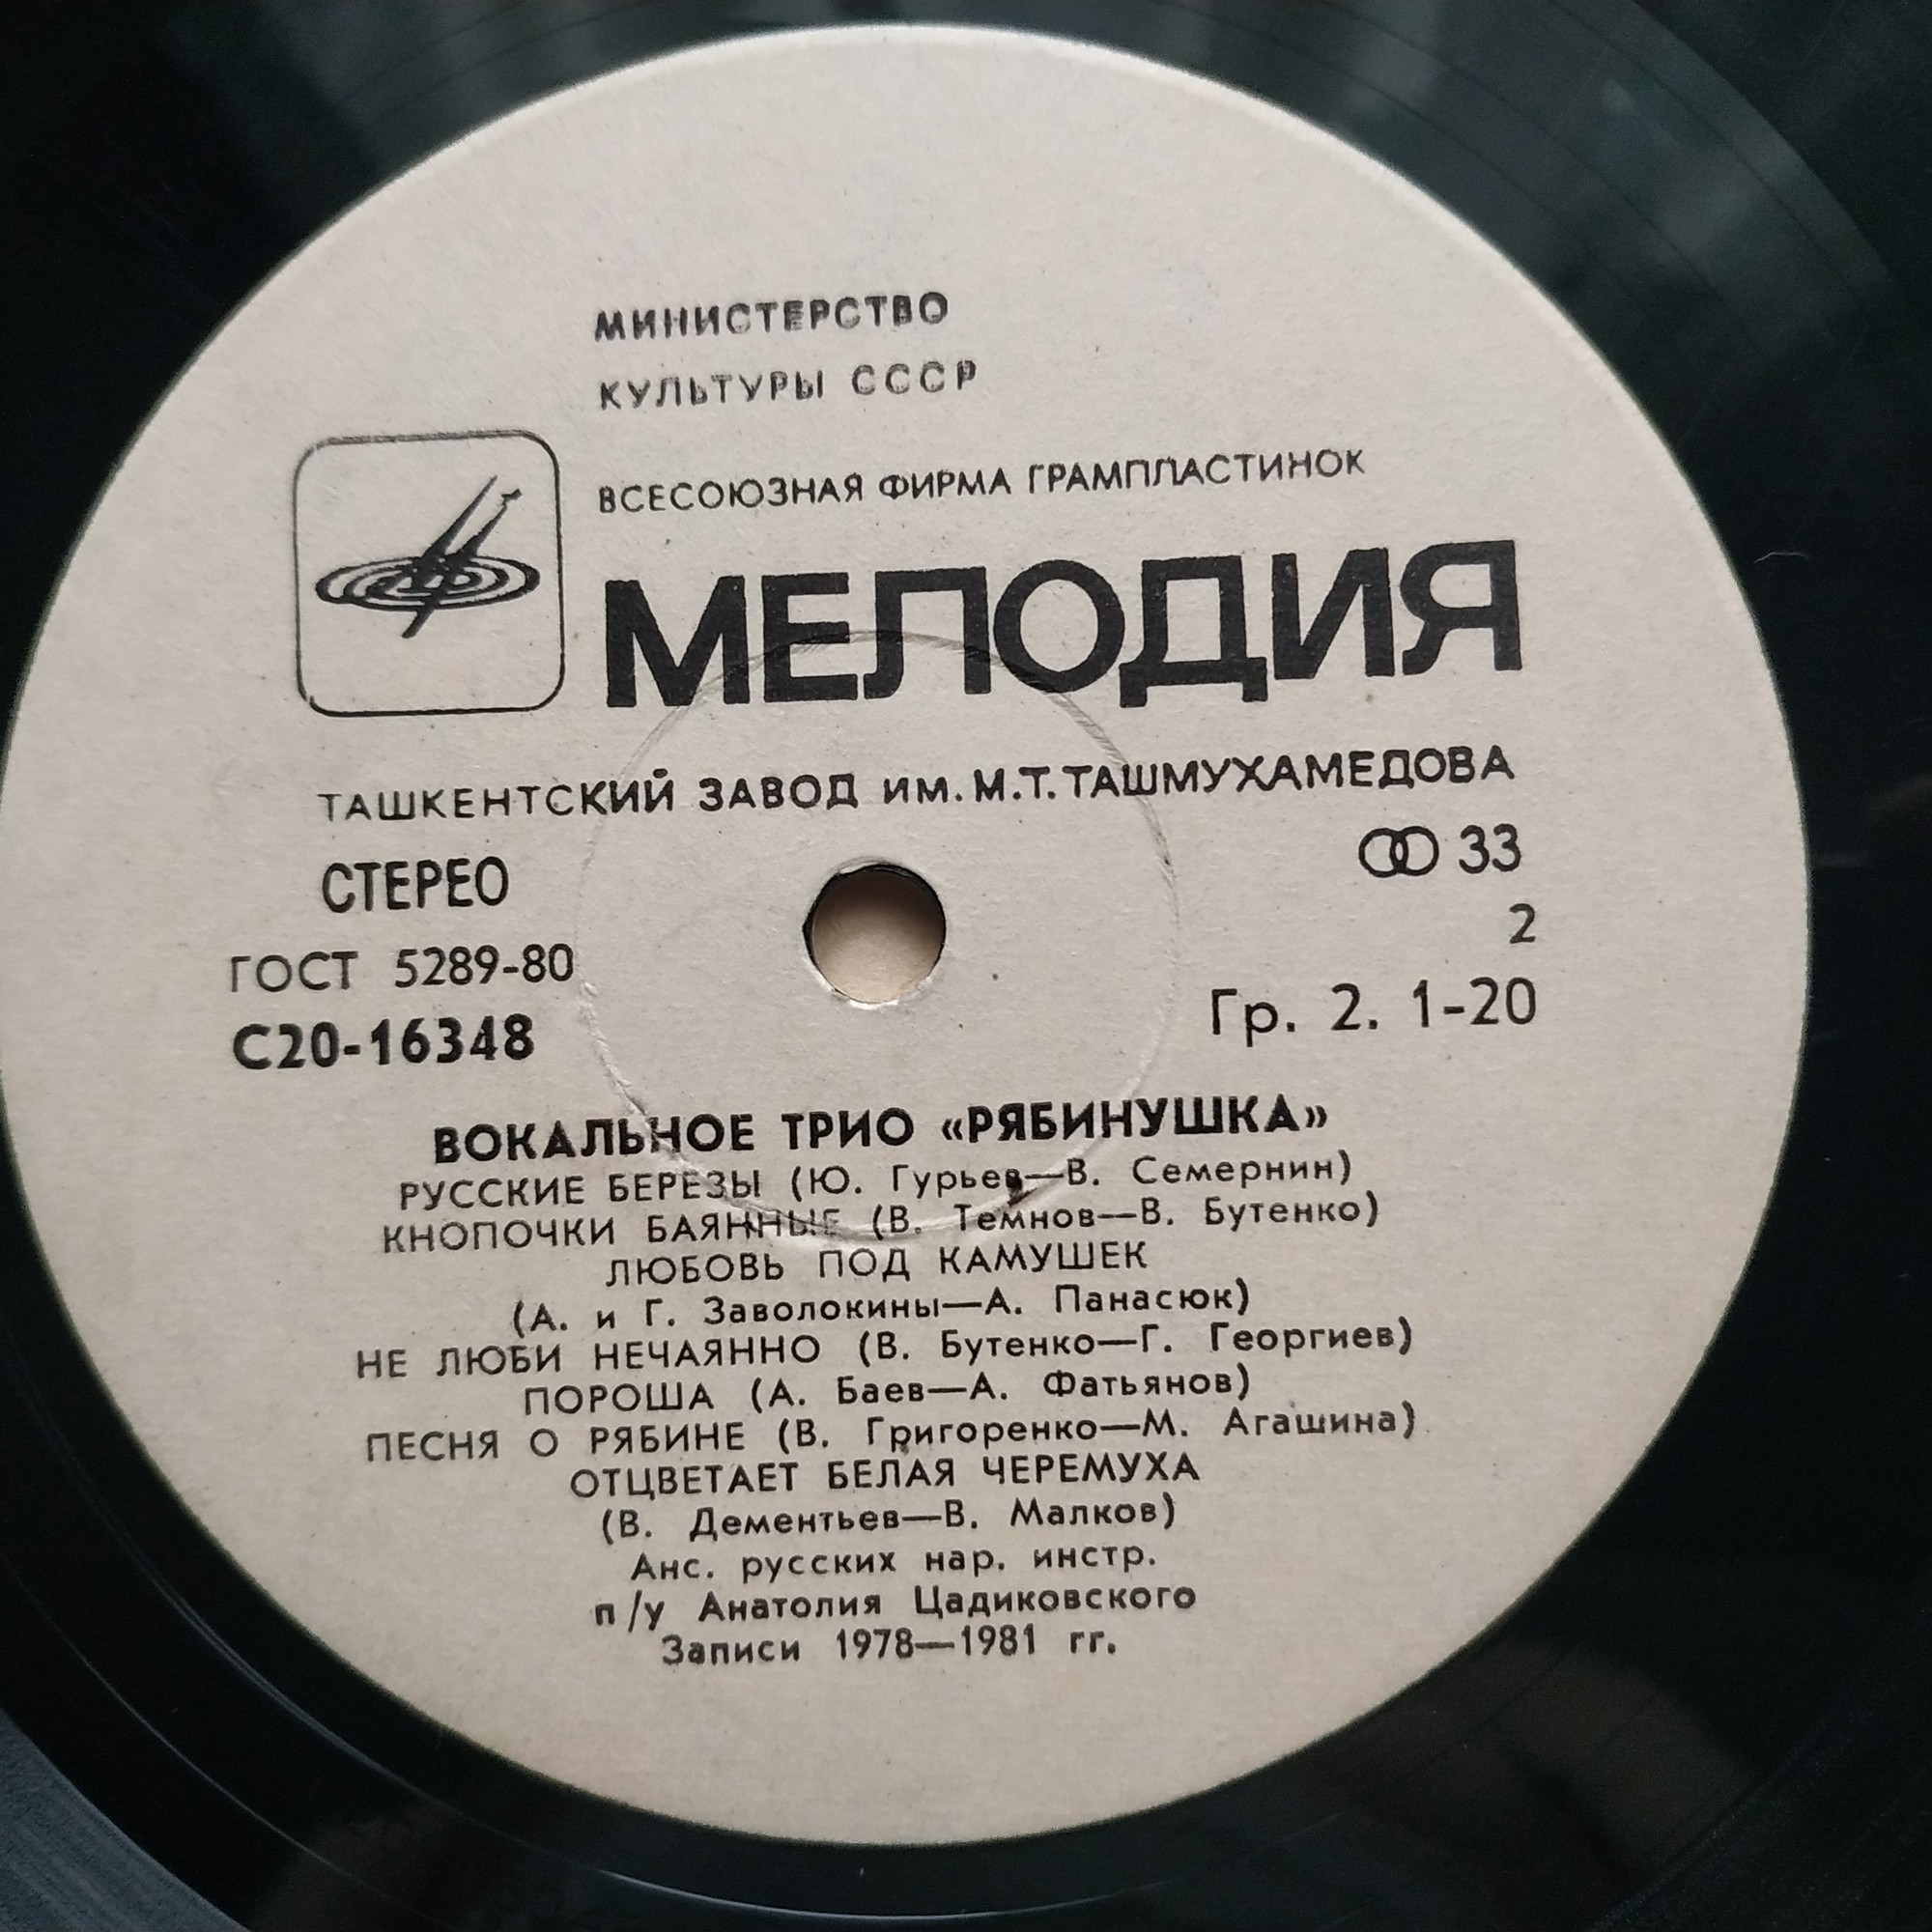 МИНИСТЕРСТВО
КУЛЬТУРЫ СССР
ВСЕСОЮЗНАЯ ФИРМА ГРАМПЛАСТИНОК
МЕЛОДИЯ
ТАШКЕНТСКИЙ ЗАВОД им. М.Т. ТАШМУХАМЕДОВА
СТЕРЕО
33
2
ГОСТ 5289-80
С20-16348
Гр. 2. 1-20
ВОКАЛЬНОЕ ТРИО «РЯБИНУШКА»
РУССКИЕ БЕРЕЗЫ (Ю. Гурьев—В. Семернин)
КНОПОЧКИ БАЯННЫЕ (В. Темнов—В. Бутенко)
ЛЮБОВЬ ПОД КАМУШЕК
(А. и Г. Заволокины—А. Панасюк)
НЕ ЛЮБИ НЕЧАЯННО (В. Бутенко—Г. Георгиев)
ПОРОША (А. Баев—А. Фатьянов)
ПЕСНЯ О РЯБИНЕ (В. Григоренко—М. Агашина)
ОТЦВЕТАЕТ БЕЛАЯ ЧЕРЕМУХА
(В. Дементьев—В. Малков)
Анс. русских нар. инстр.
п/у Анатолия Цадиковского
Записи 1978—1981 гг.